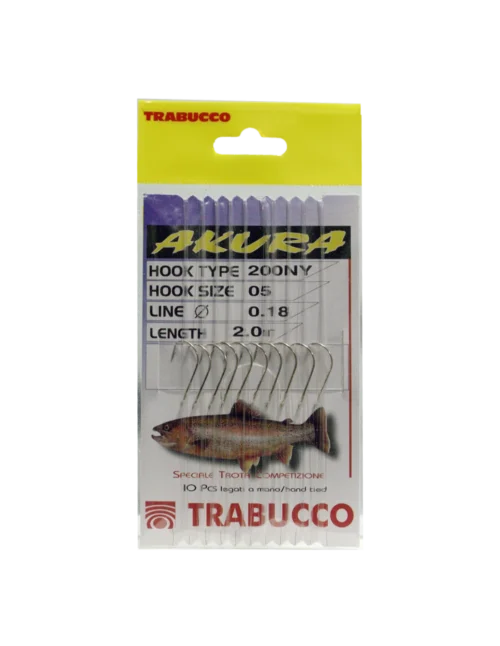 TRABUCCO
AKURA
HOOK TYPE 200NY
HOOK SIZE 05
LINE Ø 0.18
LENGTH 2.0m
Speciale Trota Competizione
10 Pcs legati a mano/hand tied
TRABUCCO